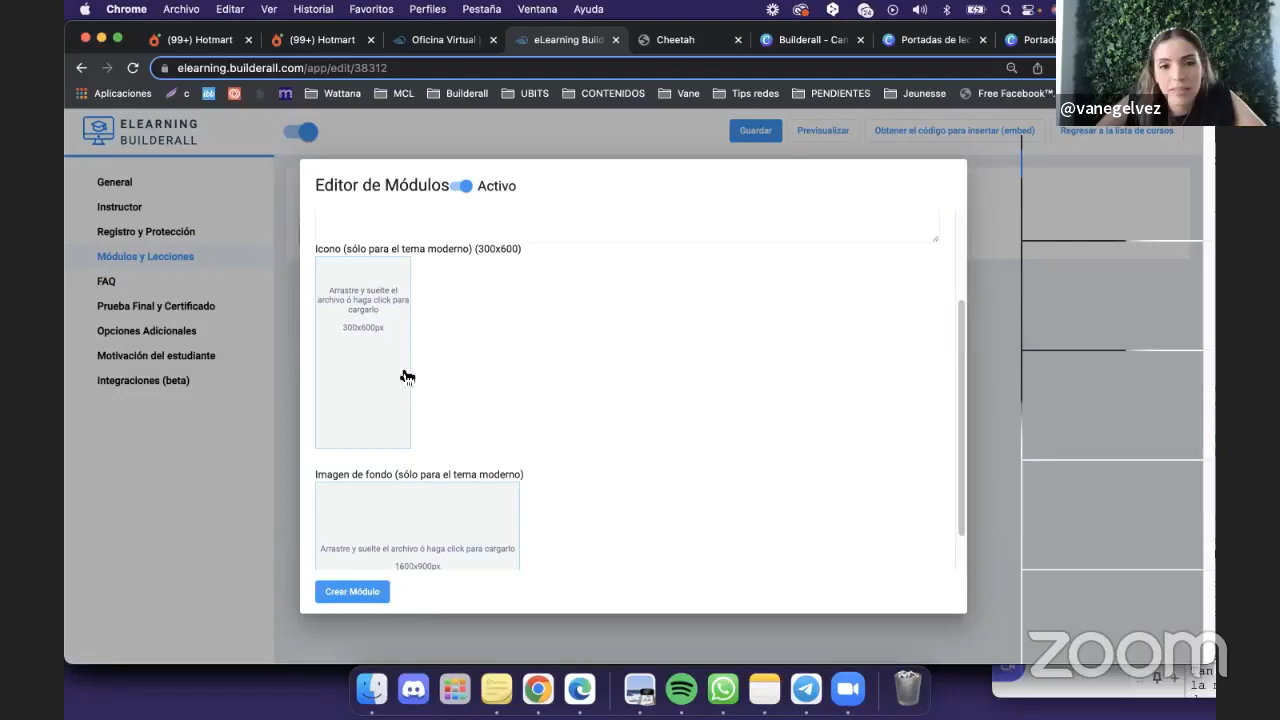 Chrome Archivo Editar Ver Historial Favoritos Perfiles Pestaña Ventana Ayuda
(99+) Hotmart (99+) Hotmart Oficina Virtual eLearning Build Cheetah Builderall - Can Portadas de lec Portada
elearning.builderall.com/app/edit/38312
Aplicaciones c Wattana MCL Builderall UBITS CONTENIDOS Vane Tips redes PENDIENTES Jeunesse Free Facebook™
@vanegelvez
ELEARNING
BUILDERALL
Guardar Previsualizar Obtener el código para insertar (embed) Regresar a la lista de cursos
General
Instructor
Registro y Protección
Módulos y Lecciones
FAQ
Prueba Final y Certificado
Opciones Adicionales
Motivación del estudiante
Integraciones (beta)
Editor de Módulos Activo
Icono (sólo para el tema moderno) (300x600)
Arrastre y suelte el
archivo ó haga click para
cargarlo
300x600px
Imagen de fondo (sólo para el tema moderno)
Arrastre y suelte el archivo ó haga click para cargarlo
1600x900px
Crear Módulo
zoom